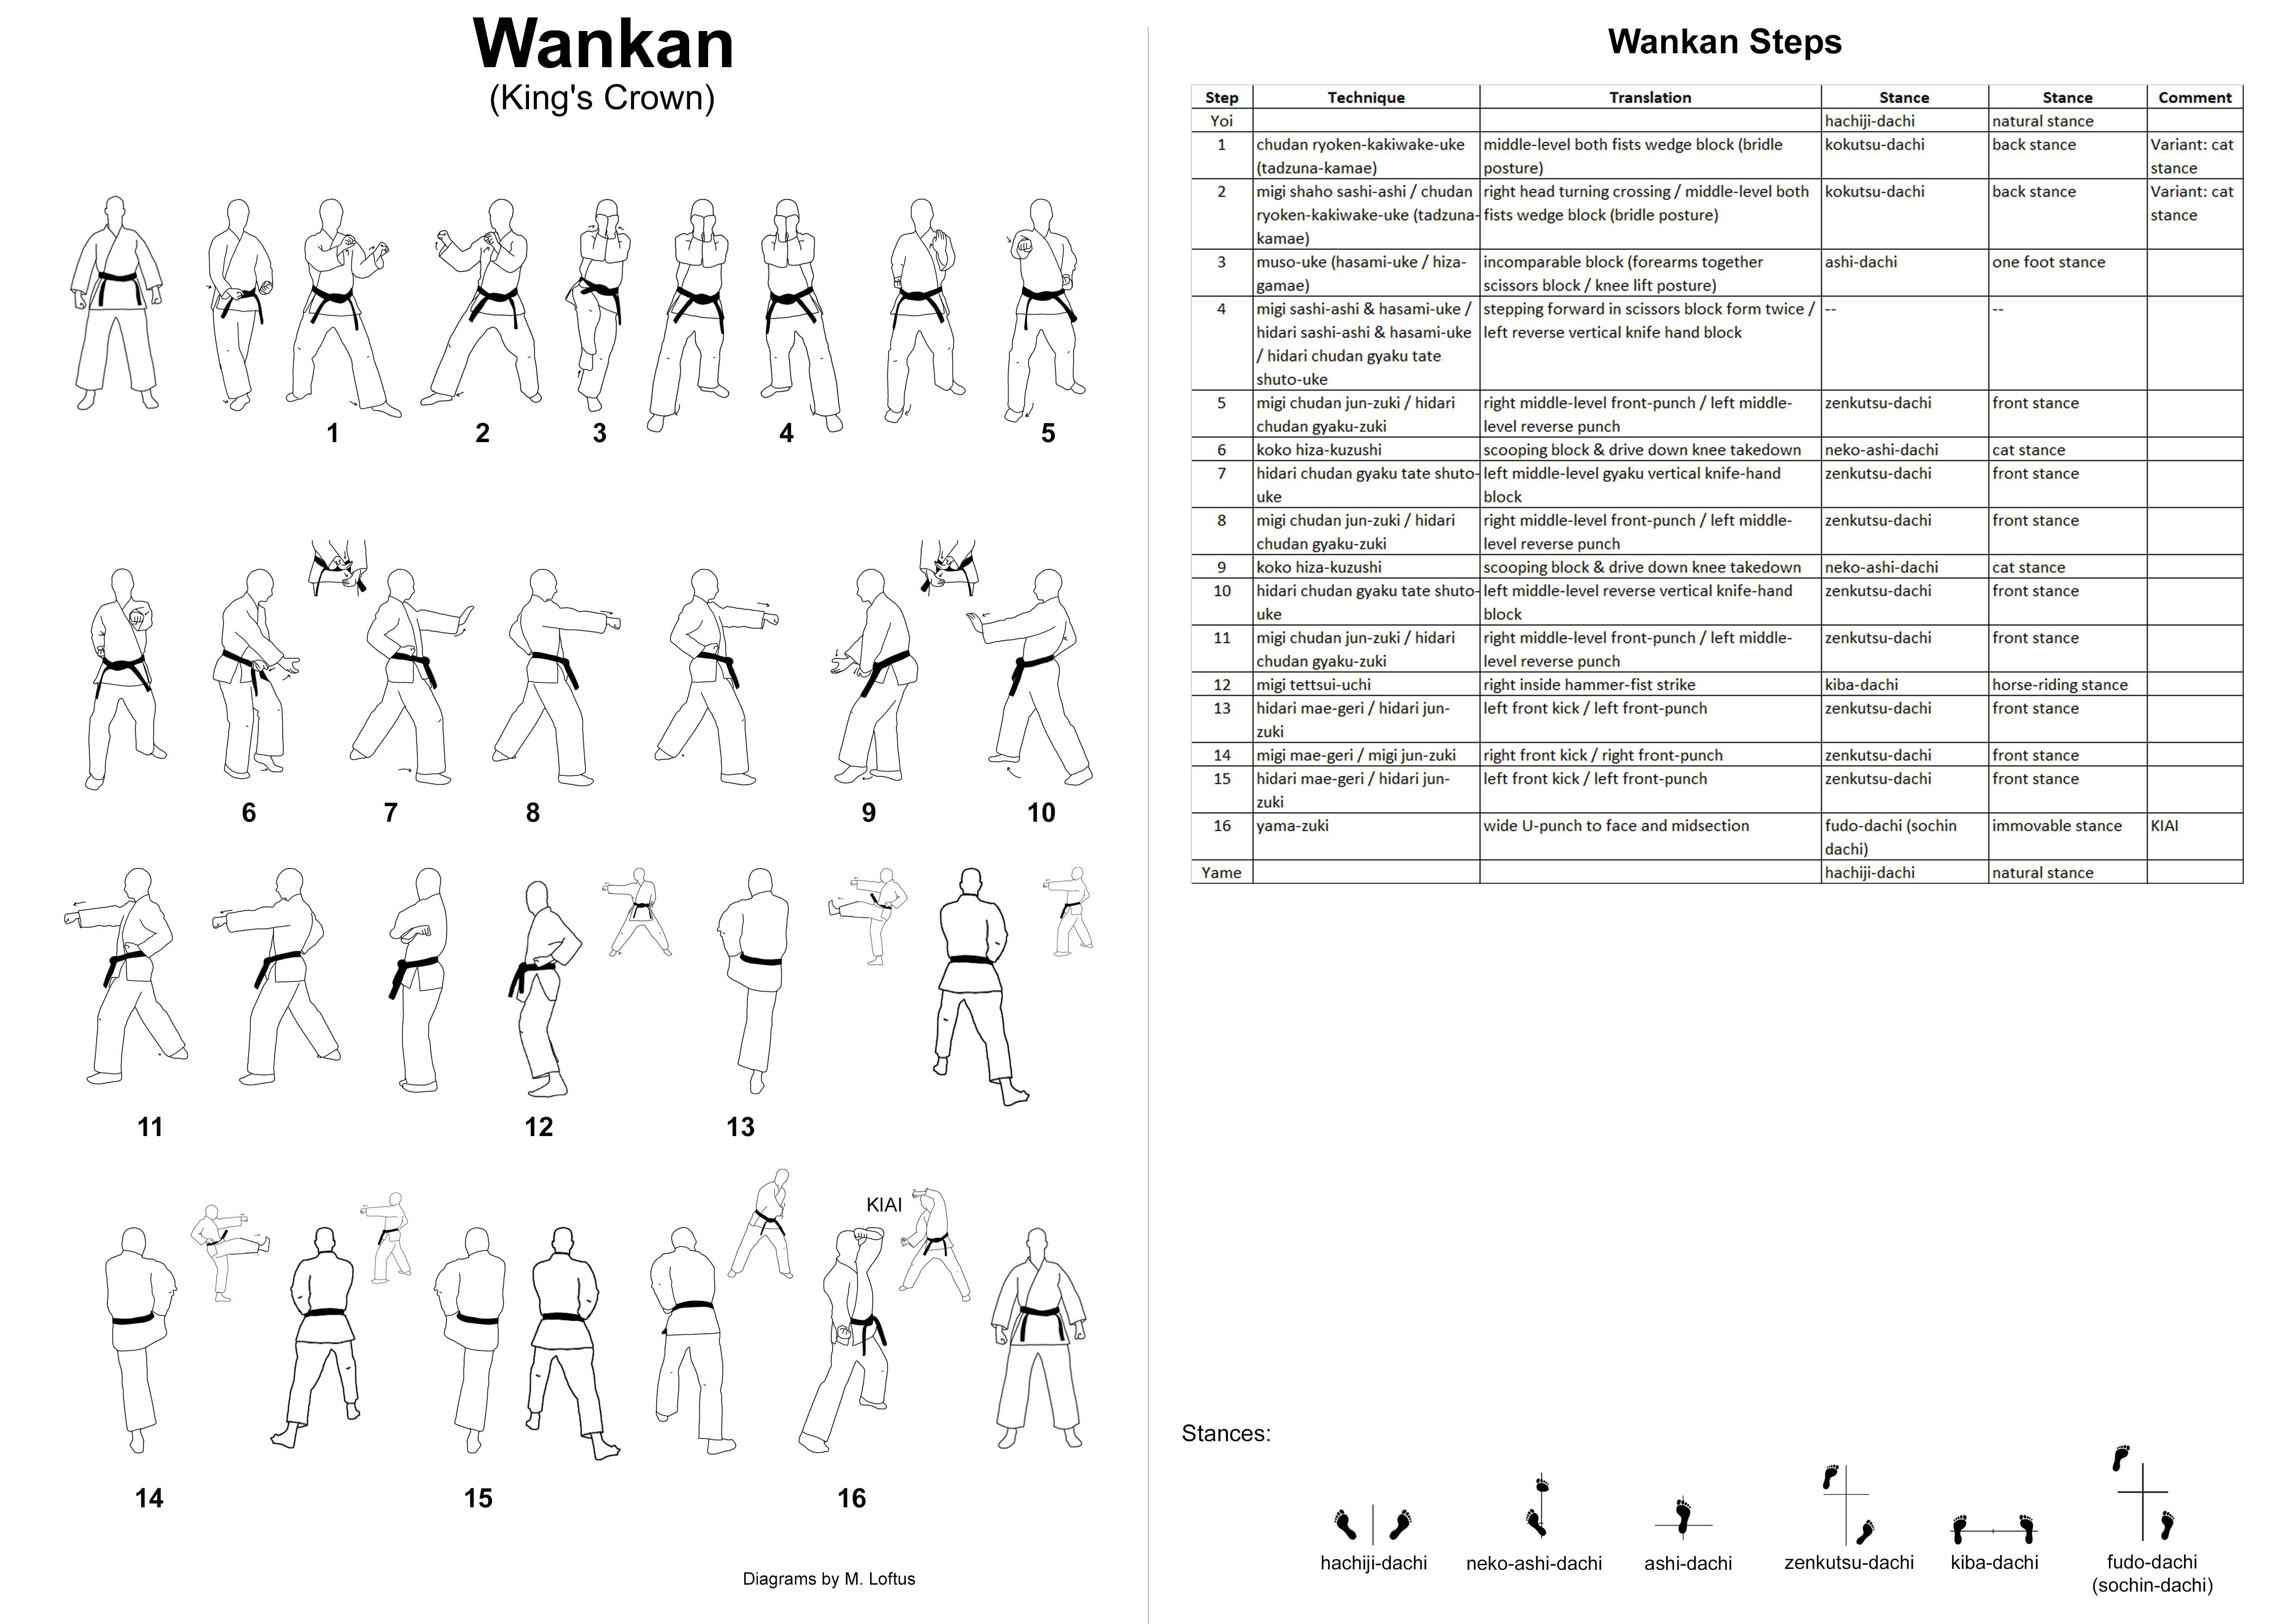 Wankan
(King's Crown)
1 2 3 4 5
6 7 8 9 10
11 12 13
KIAI
14 15 16
Diagrams by M. Loftus
Wankan Steps
Step Technique Translation Stance Stance Comment
Yoi hachiji-dachi natural stance
1 chudan ryoken-kakiwake-uke middle-level both fists wedge block (bridle kokutsu-dachi back stance Variant: cat
(tadzuna-kamae) posture) stance
2 migi shaho sashi-ashi / chudan right head turning crossing / middle-level both kokutsu-dachi back stance Variant: cat
ryoken-kakiwake-uke (tadzuna- fists wedge block (bridle posture) stance
kamae)
3 muso-uke (hasami-uke / hiza- incomparable block (forearms together ashi-dachi one foot stance
gamae) scissors block / knee lift posture)
4 migi sashi-ashi & hasami-uke / stepping forward in scissors block form twice / -- --
hidari sashi-ashi & hasami-uke left reverse vertical knife hand block
/ hidari chudan gyaku tate
shuto-uke
5 migi chudan jun-zuki / hidari right middle-level front-punch / left middle- zenkutsu-dachi front stance
chudan gyaku-zuki level reverse punch
6 koko hiza-kuzushi scooping block & drive down knee takedown neko-ashi-dachi cat stance
7 hidari chudan gyaku tate shuto- left middle-level gyaku vertical knife-hand zenkutsu-dachi front stance
uke block
8 migi chudan jun-zuki / hidari right middle-level front-punch / left middle- zenkutsu-dachi front stance
chudan gyaku-zuki level reverse punch
9 koko hiza-kuzushi scooping block & drive down knee takedown neko-ashi-dachi cat stance
10 hidari chudan gyaku tate shuto- left middle-level reverse vertical knife-hand zenkutsu-dachi front stance
uke block
11 migi chudan jun-zuki / hidari right middle-level front-punch / left middle- zenkutsu-dachi front stance
chudan gyaku-zuki level reverse punch
12 migi tettsui-uchi right inside hammer-fist strike kiba-dachi horse-riding stance
13 hidari mae-geri / hidari jun- left front kick / left front-punch zenkutsu-dachi front stance
zuki
14 migi mae-geri / migi jun-zuki right front kick / right front-punch zenkutsu-dachi front stance
15 hidari mae-geri / hidari jun- left front kick / left front-punch zenkutsu-dachi front stance
zuki
16 yama-zuki wide U-punch to face and midsection fudo-dachi (sochin immovable stance KIAI
dachi)
Yame hachiji-dachi natural stance
Stances:
hachiji-dachi neko-ashi-dachi ashi-dachi zenkutsu-dachi kiba-dachi fudo-dachi
(sochin-dachi)